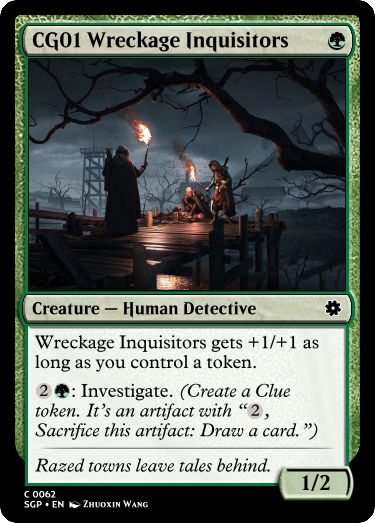 CG01 Wreckage Inquisitors
Creature — Human Detective
Wreckage Inquisitors gets +1/+1 as
long as you control a token.
2: Investigate. (Create a Clue
token. It's an artifact with “2,
Sacrifice this artifact: Draw a card.”)
Razed towns leave tales behind.
1/2
C 0062
SGP • EN Zhuoxin Wang